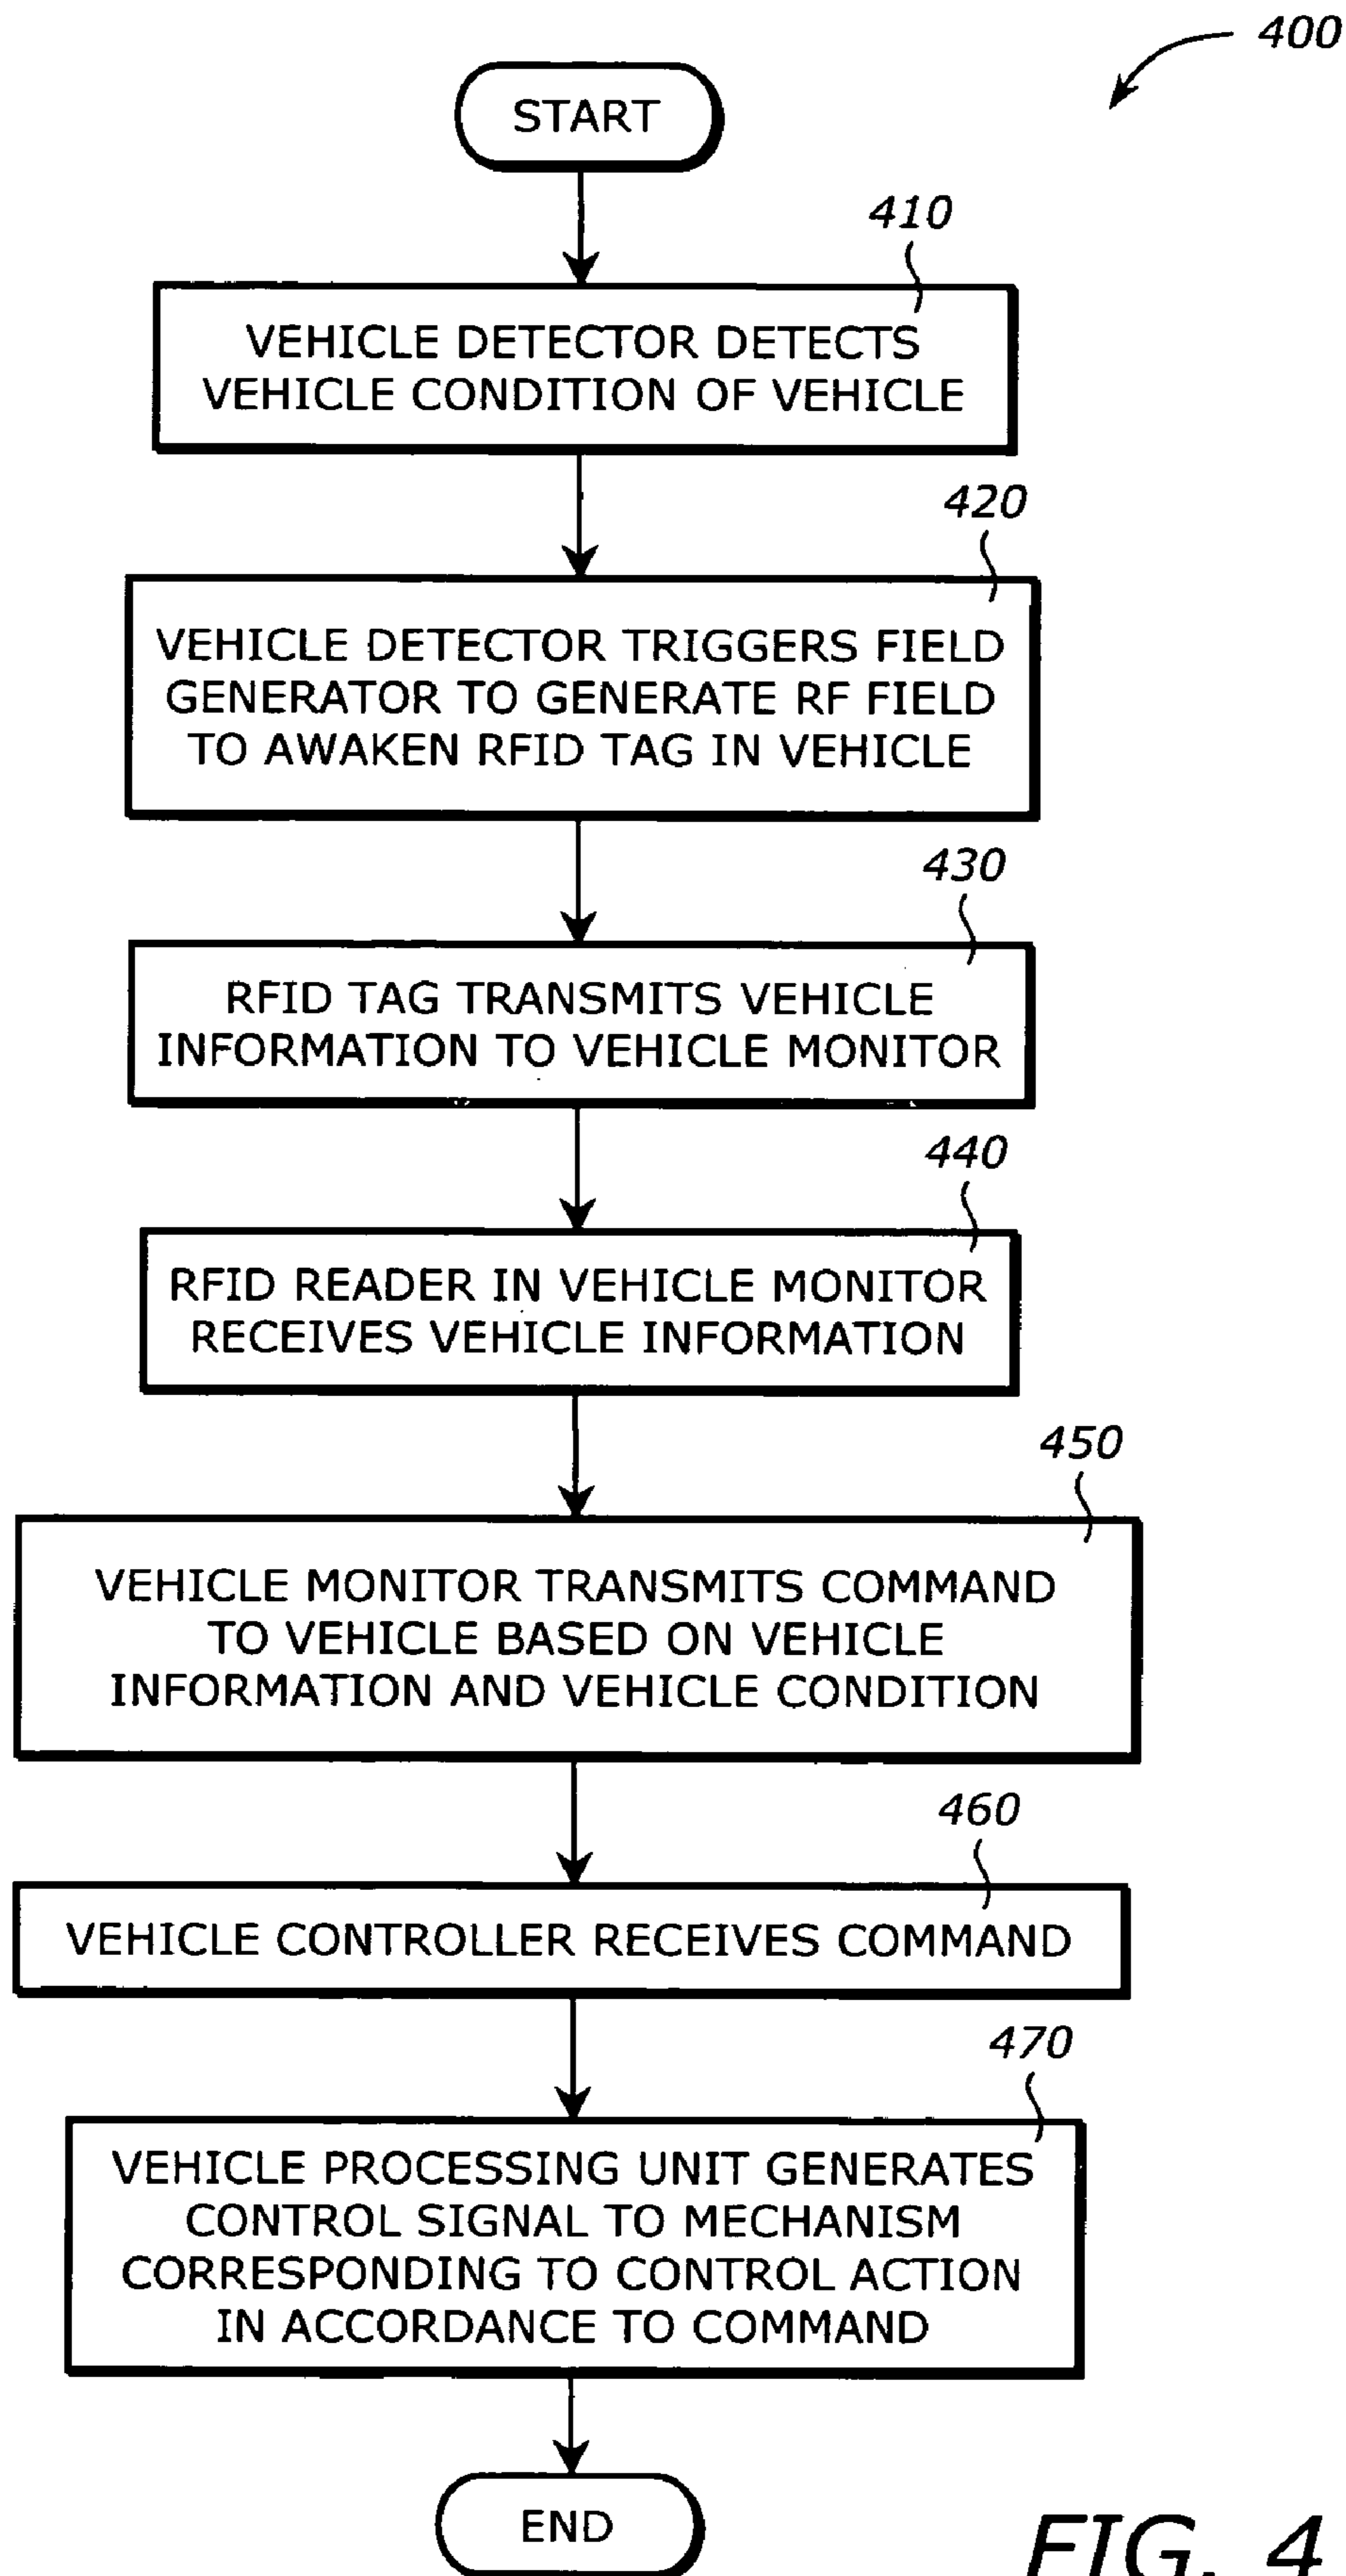 400
START
410
VEHICLE DETECTOR DETECTS
VEHICLE CONDITION OF VEHICLE
420
VEHICLE DETECTOR TRIGGERS FIELD
GENERATOR TO GENERATE RF FIELD
TO AWAKEN RFID TAG IN VEHICLE
430
RFID TAG TRANSMITS VEHICLE
INFORMATION TO VEHICLE MONITOR
440
RFID READER IN VEHICLE MONITOR
RECEIVES VEHICLE INFORMATION
450
VEHICLE MONITOR TRANSMITS COMMAND
TO VEHICLE BASED ON VEHICLE
INFORMATION AND VEHICLE CONDITION
460
VEHICLE CONTROLLER RECEIVES COMMAND
470
VEHICLE PROCESSING UNIT GENERATES
CONTROL SIGNAL TO MECHANISM
CORRESPONDING TO CONTROL ACTION
IN ACCORDANCE TO COMMAND
END
FIG. 4